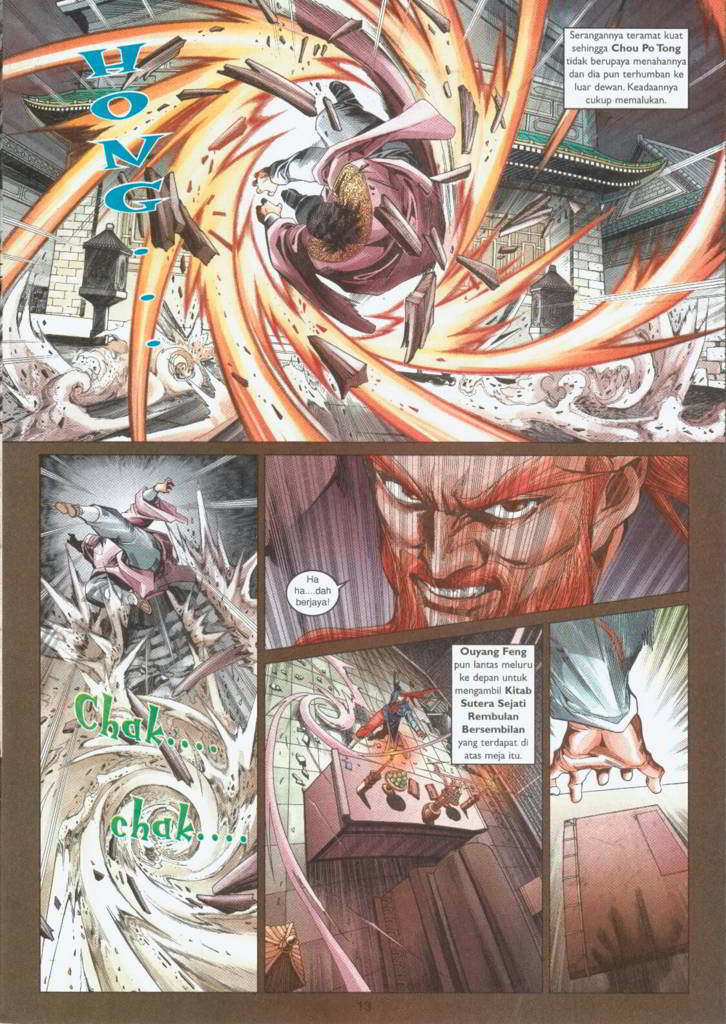 Serangannya teramat kuat
sehingga Chou Po Tong
tidak berupaya menahannya
dan dia pun terhumban ke
luar dewan. Keadaannya
cukup memalukan.
HONG...
Chak....
chak....
Ha
ha....dah
berjaya!
Ouyang Feng
pun lantas meluru
ke depan untuk
mengambil Kitab
Sutera Sejati
Rembulan
Bersembilan
yang terdapat di
atas meja itu.
13